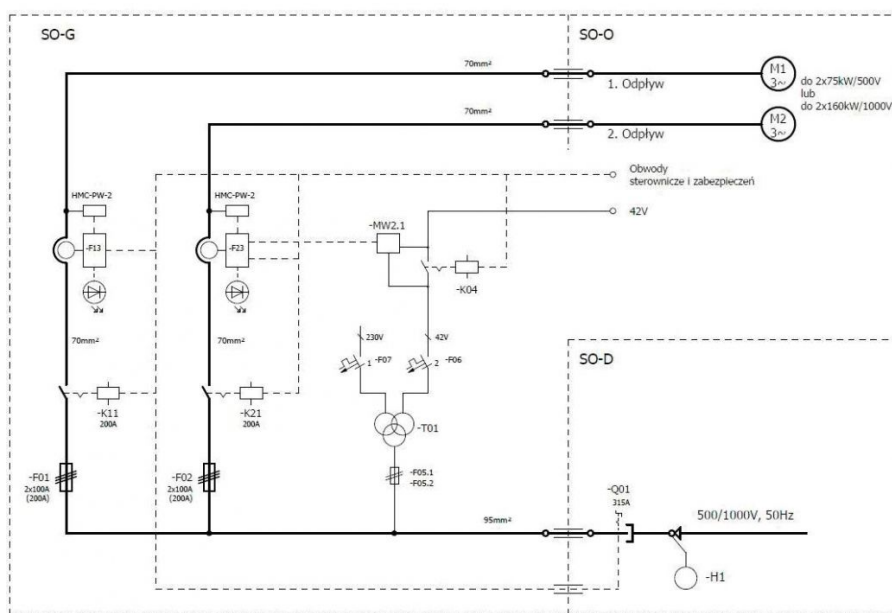 SO-G
SO-O
70mm²
M1
3~
1. Odpływ
do 2x75kW/500V
lub
do 2x160kW/1000V
70mm²
M2
3~
2. Odpływ
Obwody
sterownicze i zabezpieczeń
HMC-PW-2
HMC-PW-2
42V
-MW2.1
-F13
-F23
-K04
70mm²
70mm²
230V
42V
1
-F07
2
-F06
SO-D
-K11
200A
-K21
200A
-T01
-F01
2x100A
(200A)
-F02
2x100A
(200A)
-F05.1
-F05.2
-Q01
315A
95mm²
500/1000V, 50Hz
-H1